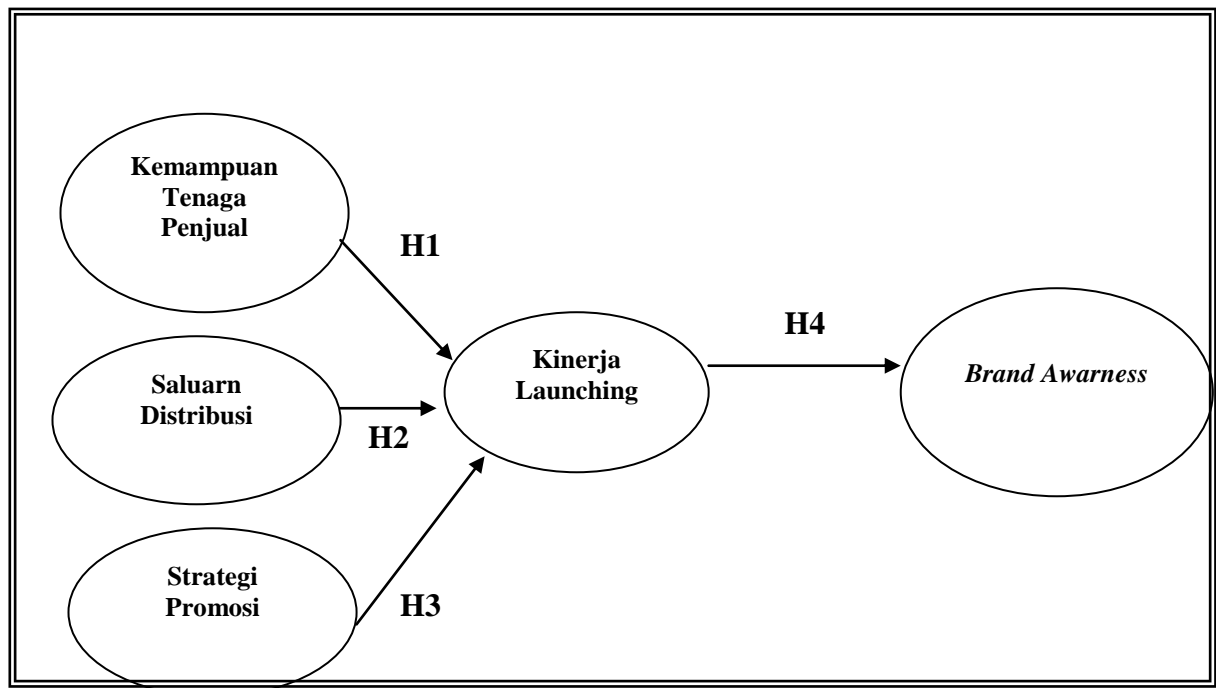 Kemampuan
Tenaga
Penjual
H1
Saluarn
Distribusi
H2
Strategi
Promosi
H3
Kinerja
Launching
H4
Brand Awarness